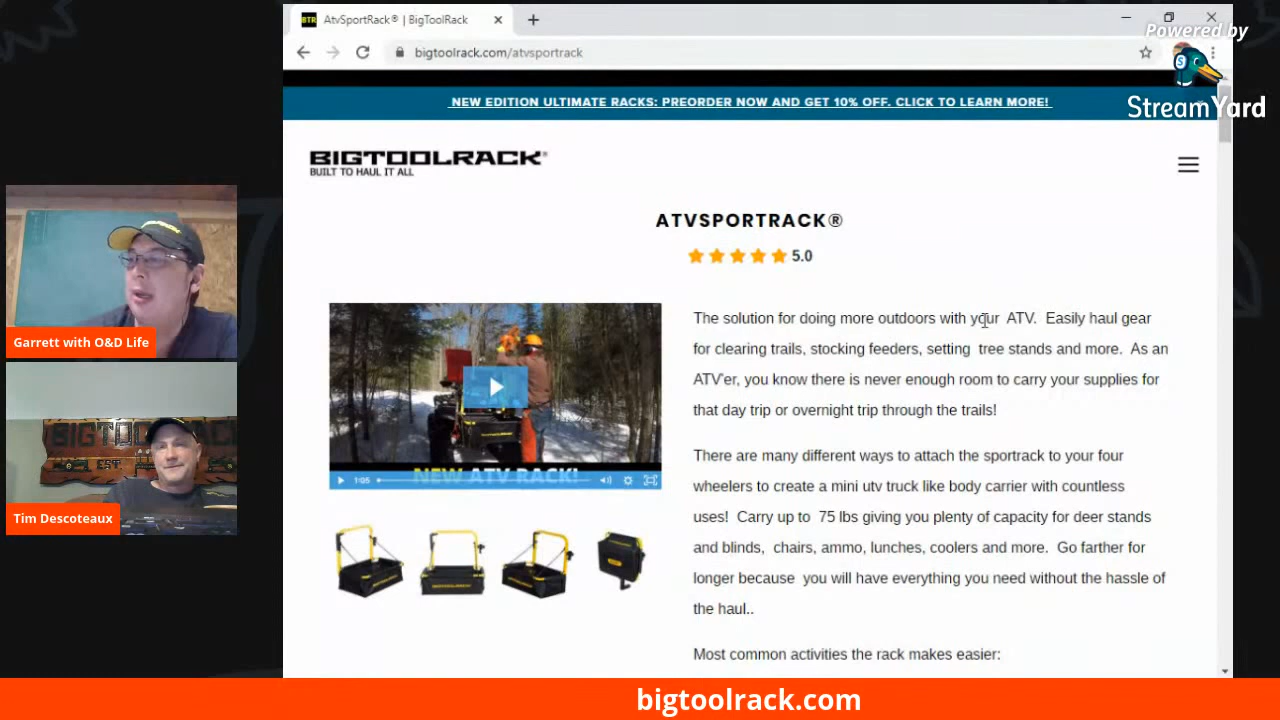 BTR AtvSportRack® | BigToolRack
bigtoolrack.com/atvsportrack
Powered by
StreamYard
NEW EDITION ULTIMATE RACKS: PREORDER NOW AND GET 10% OFF. CLICK TO LEARN MORE!
BIGTOOLRACK®
BUILT TO HAUL IT ALL
ATVSPORTRACK®
5.0
The solution for doing more outdoors with your ATV. Easily haul gear
for clearing trails, stocking feeders, setting tree stands and more. As an
ATV'er, you know there is never enough room to carry your supplies for
that day trip or overnight trip through the trails!
There are many different ways to attach the sportrack to your four
wheelers to create a mini utv truck like body carrier with countless
uses! Carry up to 75 lbs giving you plenty of capacity for deer stands
and blinds, chairs, ammo, lunches, coolers and more. Go farther for
longer because you will have everything you need without the hassle of
the haul..
Most common activities the rack makes easier:
NEW ATV RACK!
1:05
Garrett with O&D Life
BIGTOOLRACK
EST
Tim Descoteaux
bigtoolrack.com